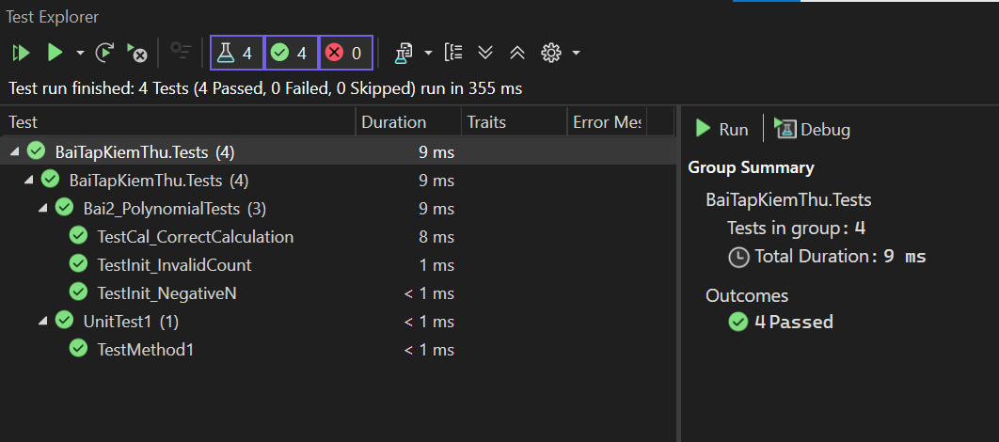 Test Explorer
4 4 0
Test run finished: 4 Tests (4 Passed, 0 Failed, 0 Skipped) run in 355 ms
Test Duration Traits Error Mes
BaiTapKiemThu.Tests (4) 9 ms
BaiTapKiemThu.Tests (4) 9 ms
Bai2_PolynomialTests (3) 9 ms
TestCal_CorrectCalculation 8 ms
TestInit_InvalidCount 1 ms
TestInit_NegativeN < 1 ms
UnitTest1 (1) < 1 ms
TestMethod1 < 1 ms
Run Debug
Group Summary
BaiTapKiemThu.Tests
Tests in group: 4
Total Duration: 9 ms
Outcomes
4 Passed